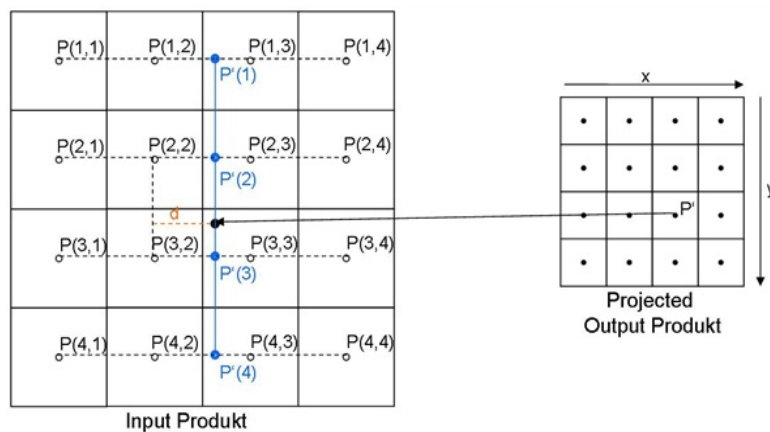 P(1,1) P(1,2) P(1,3) P(1,4)
P'(1)
P(2,1) P(2,2) P(2,3) P(2,4)
P'(2)
d
P(3,1) P(3,2) P(3,3) P(3,4)
P'(3)
P(4,1) P(4,2) P(4,3) P(4,4)
P'(4)
Input Produkt
x
y
P'
Projected
Output Produkt